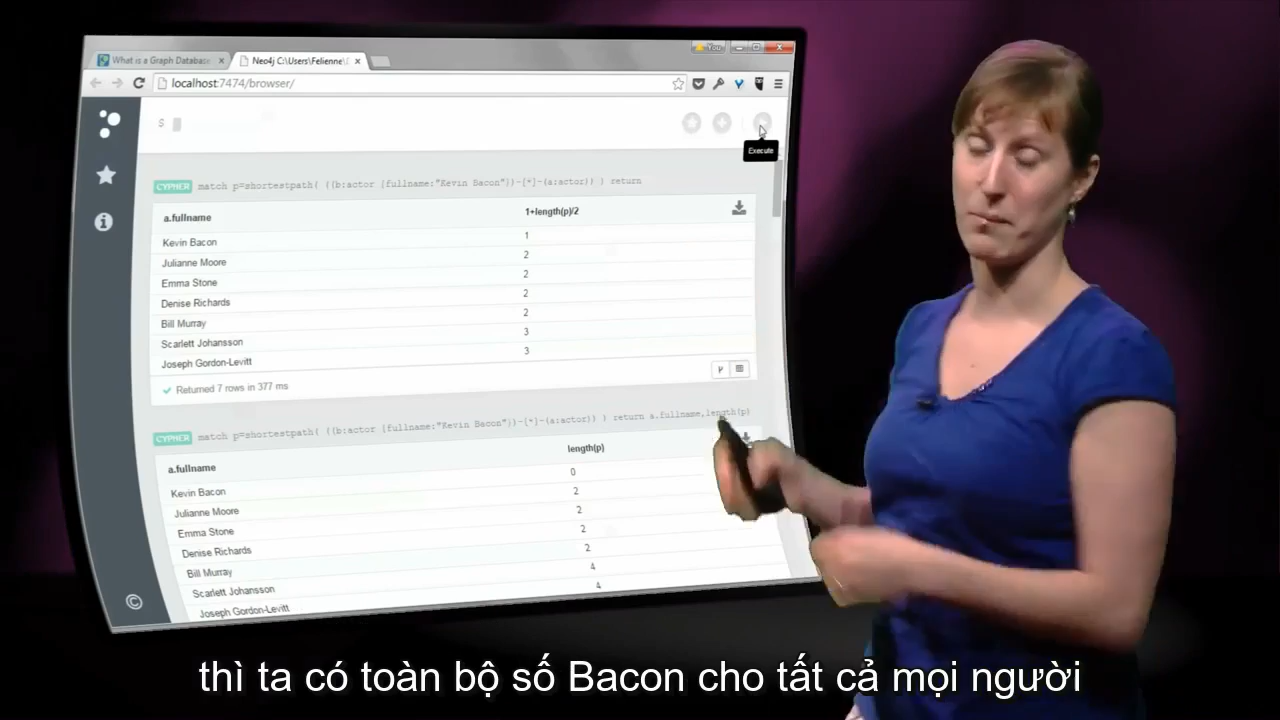 You
What is a Graph Database
Neo4j C:\Users\Felienne\
localhost:7474/browser/
$
Execute
CYPHER match p=shortestpath( ((b:actor {fullname:"Kevin Bacon"})-[*]-(a:actor)) ) return
a.fullname 1+length(p)/2
Kevin Bacon 1
Julianne Moore 2
Emma Stone 2
Denise Richards 2
Bill Murray 2
Scarlett Johansson 3
Joseph Gordon-Levitt 3
Returned 7 rows in 377 ms
CYPHER match p=shortestpath( ((b:actor {fullname:"Kevin Bacon"})-[*]-(a:actor)) ) return a.fullname,length(p)
a.fullname length(p)
Kevin Bacon 0
Julianne Moore 2
Emma Stone 2
Denise Richards 2
Bill Murray 2
Scarlett Johansson 4
Joseph Gordon-Levitt 4
©
thì ta có toàn bộ số Bacon cho tất cả mọi người